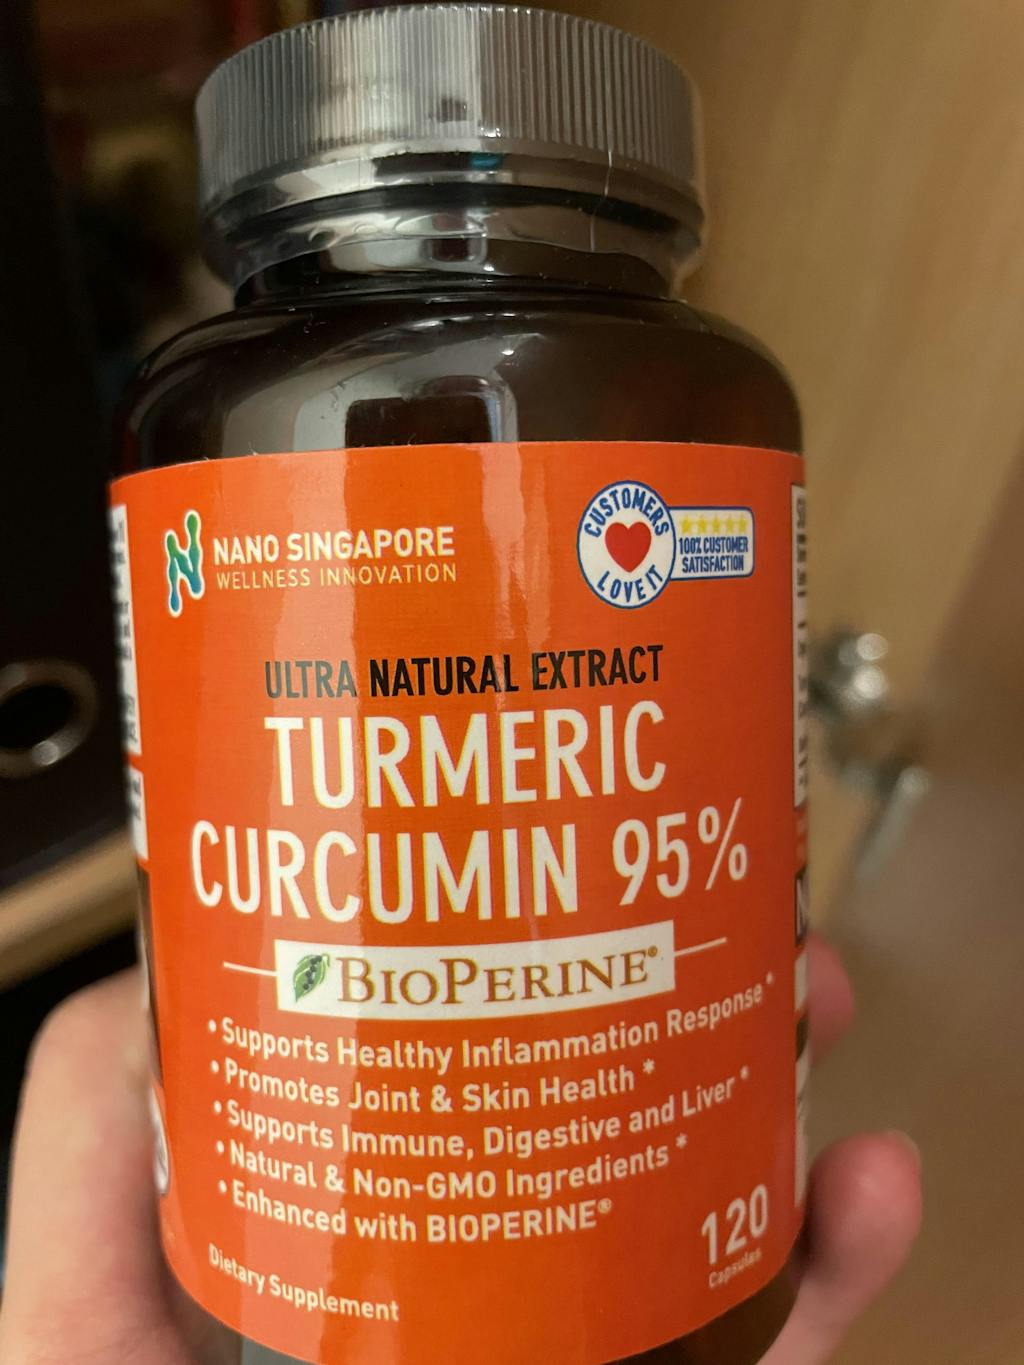 NANO SINGAPORE
WELLNESS INNOVATION
CUSTOMERS
LOVE IT
100% CUSTOMER
SATISFACTION
ULTRA NATURAL EXTRACT
TURMERIC
CURCUMIN 95%
BIOPERINE®
• Supports Healthy Inflammation Response *
• Promotes Joint & Skin Health *
• Supports Immune, Digestive and Liver *
• Natural & Non-GMO Ingredients *
• Enhanced with BIOPERINE®
Dietary Supplement
120
Capsules